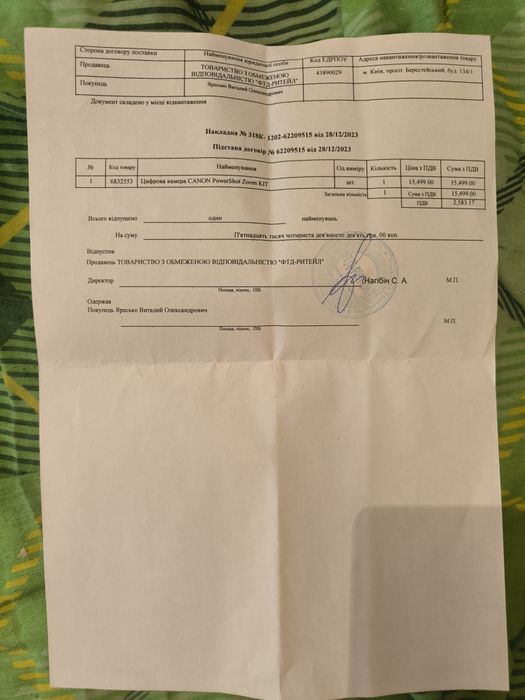 Сторона договору поставки Найменування юридичної особи Код ЕДРПОУ Адреса навантаження/розвантаження товару
Продавець ТОВАРИСТВО З ОБМЕЖЕНОЮ ВІДПОВІДАЛЬНІСТЮ "ФТД-РИТЕЙЛ" 43890029 м. Київ, просп. Берестейський, буд. 134/1
Покупець Яресько Виталий Олександрович
Документ складено у місці відвантаження
Накладна № 318К. 1202-62209515 від 28/12/2023
Підстава договір № 62209515 від 28/12/2023
№ Код товару Найменування Од.виміру Кількість Ціна з ПДВ Сума з ПДВ
1 6832553 Цифрова камера CANON PowerShot Zoom KIT шт. 1 15,499.00 15,499.00
Загальна кількість 1 Сума з ПДВ 15,499.00
ПДВ 2,583.17
Всього відпущено один найменувань
На суму П'ятнадцять тисяч чотириста дев'яносто дев'ять грн. 00 коп.
Відпустив
Продавець ТОВАРИСТВО З ОБМЕЖЕНОЮ ВІДПОВІДАЛЬНІСТЮ "ФТД-РИТЕЙЛ"
Директор /Нагібін С. А. М.П.
Посада, підпис, ПІБ
Одержав
Покупець Яресько Виталий Олександрович
М.П.
Посада, підпис, ПІБ